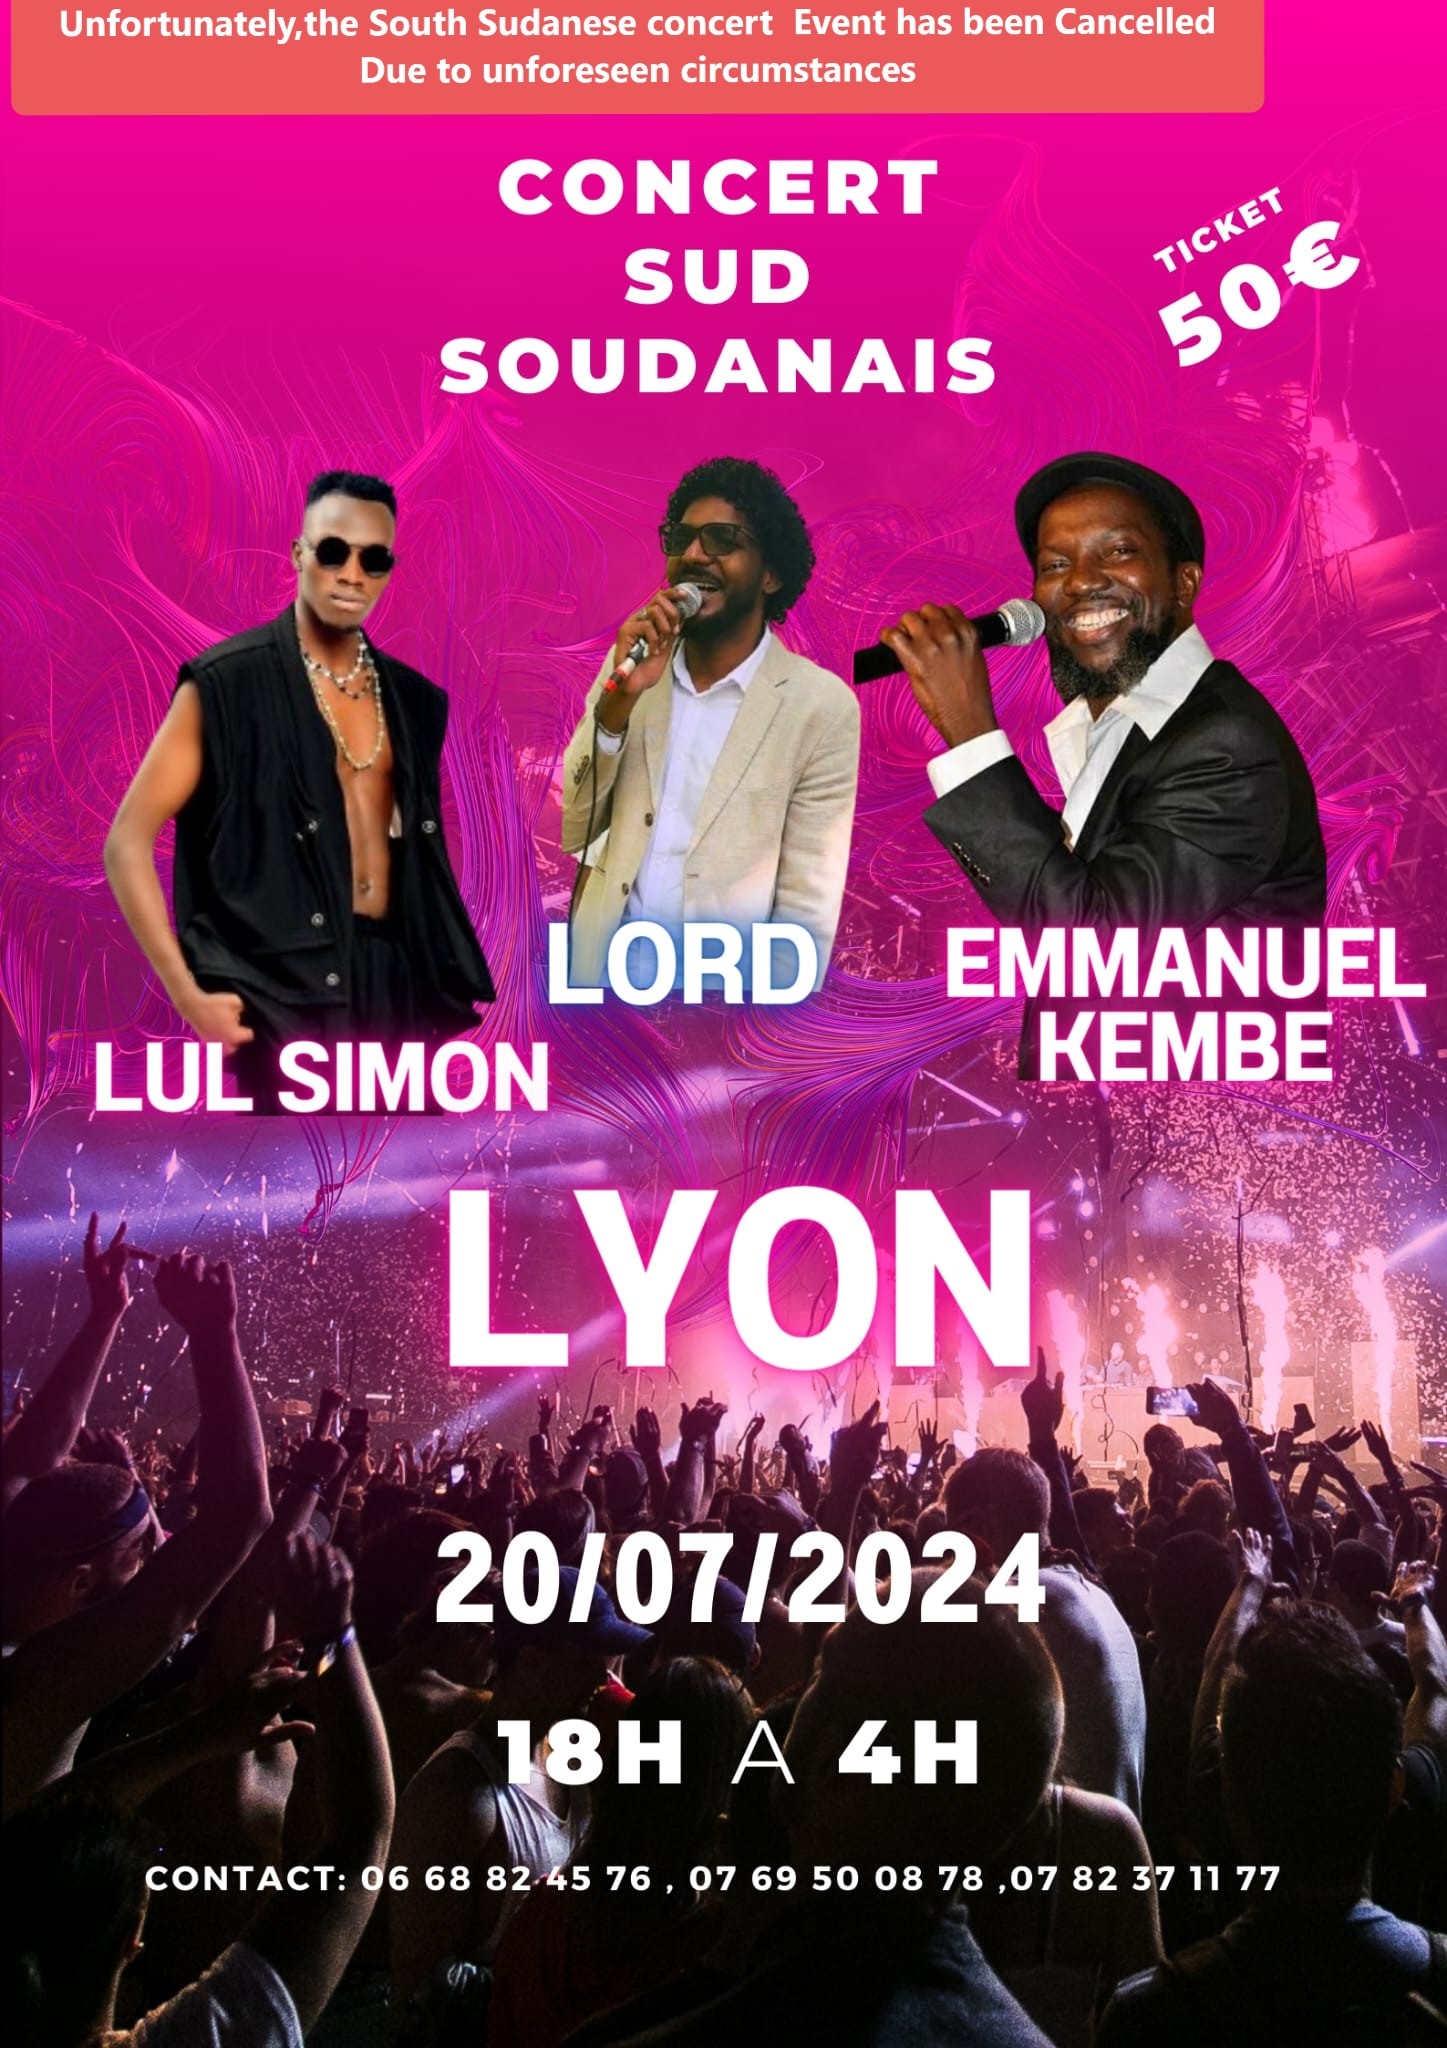 Unfortunately,the South Sudanese concert  Event has been Cancelled
Due to unforeseen circumstances
CONCERT
SUD
SOUDANAIS
TICKET
50€
LUL SIMON
LORD
EMMANUEL
KEMBE
LYON
20/07/2024
18H A 4H
CONTACT: 06 68 82 45 76 , 07 69 50 08 78 ,07 82 37 11 77